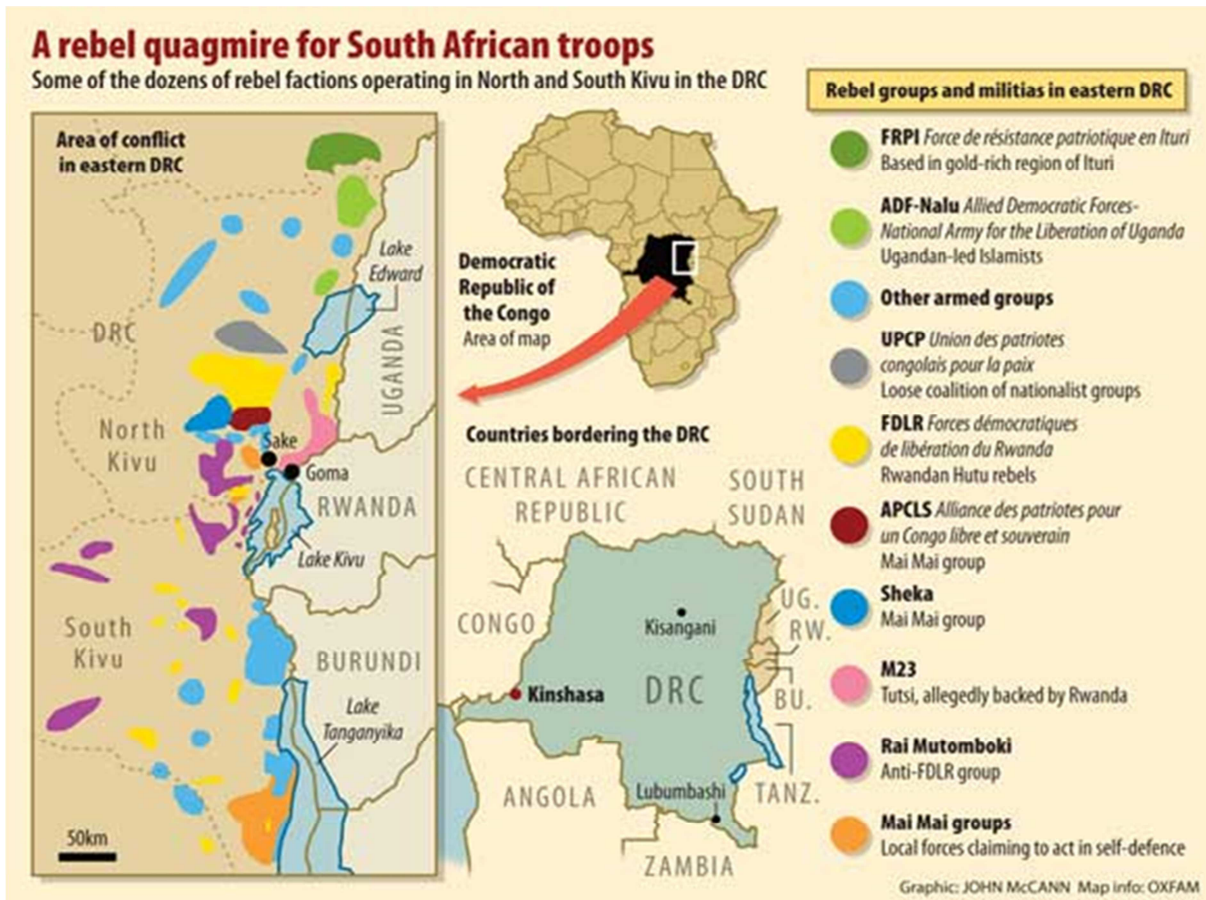 A rebel quagmire for South African troops
Some of the dozens of rebel factions operating in North and South Kivu in the DRC
Area of conflict
in eastern DRC
Lake
Edward
DRC
UGANDA
North
Kivu
Sake
Goma
RWANDA
Lake Kivu
South
Kivu
BURUNDI
Lake
Tanganyika
50km
Democratic
Republic of
the Congo
Area of map
Countries bordering the DRC
CENTRAL AFRICAN
REPUBLIC
SOUTH
SUDAN
CONGO
Kisangani
UG.
RW.
Kinshasa
DRC
BU.
ANGOLA
Lubumbashi
TANZ.
ZAMBIA
Rebel groups and militias in eastern DRC
FRPI Force de résistance patriotique en Ituri
Based in gold-rich region of Ituri
ADF-Nalu Allied Democratic Forces-
National Army for the Liberation of Uganda
Ugandan-led Islamists
Other armed groups
UPCP Union des patriotes
congolais pour la paix
Loose coalition of nationalist groups
FDLR Forces démocratiques
de libération du Rwanda
Rwandan Hutu rebels
APCLS Alliance des patriotes pour
un Congo libre et souverain
Mai Mai group
Sheka
Mai Mai group
M23
Tutsi, allegedly backed by Rwanda
Rai Mutomboki
Anti-FDLR group
Mai Mai groups
Local forces claiming to act in self-defence
Graphic: JOHN McCANN Map info: OXFAM